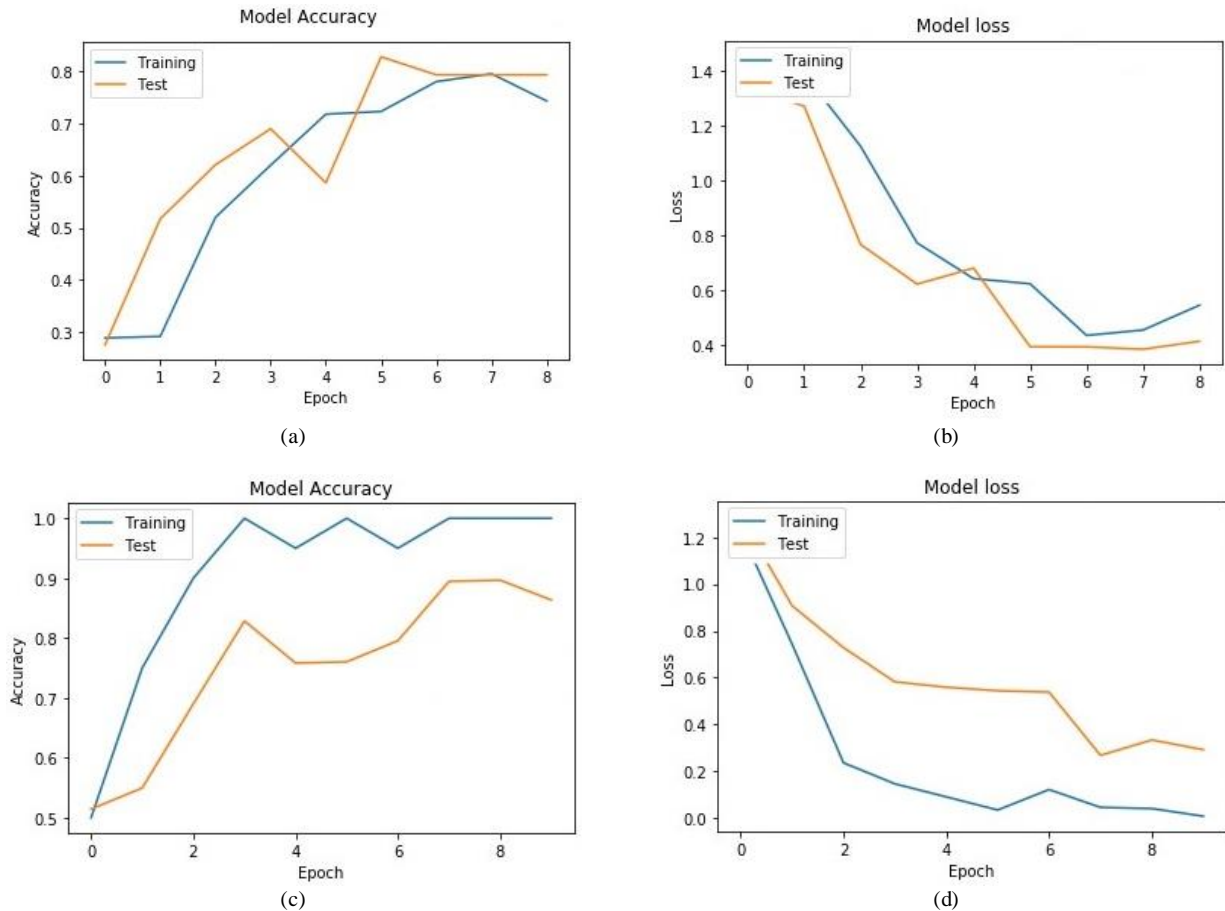 Model Accuracy
Training
Test
0.8
0.7
0.6
0.5
0.4
0.3
Accuracy
0 1 2 3 4 5 6 7 8
Epoch
(a)
Model loss
Training
Test
1.4
1.2
1.0
0.8
0.6
0.4
Loss
0 1 2 3 4 5 6 7 8
Epoch
(b)
Model Accuracy
Training
Test
1.0
0.9
0.8
0.7
0.6
0.5
Accuracy
0 2 4 6 8
Epoch
(c)
Model loss
Training
Test
1.2
1.0
0.8
0.6
0.4
0.2
0.0
Loss
0 2 4 6 8
Epoch
(d)